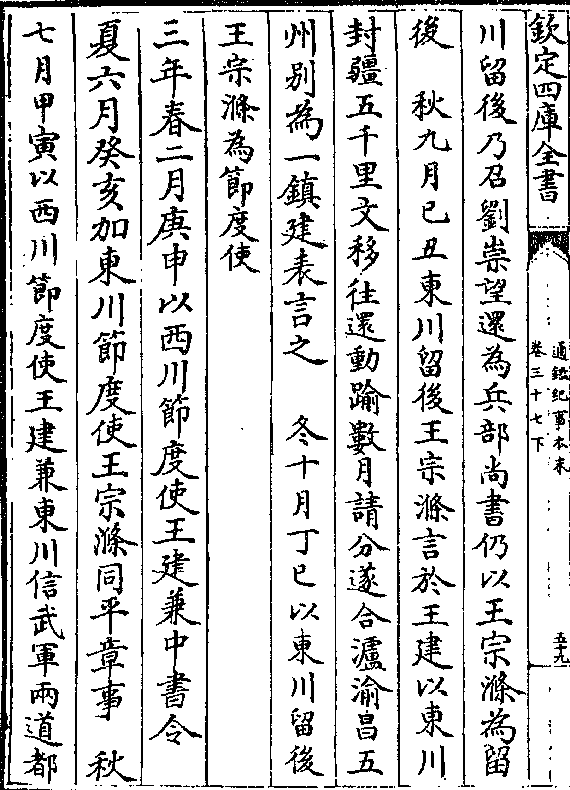 欽定四庫全書
通鑑紀事本末
卷三十七下
五十九
川留後乃召劉崇望還為兵部尚書仍以王宗滌為留
後　秋九月己丑東川留後王宗滌言於王建以東川
封疆五千里文移往還動踰數月請分遂合瀘渝昌五
州別為一鎮建表言之　冬十月丁巳以東川留後
王宗滌為節度使
三年春二月庚申以西川節度使王建兼中書令
夏六月癸亥加東川節度使王宗滌同平章事　秋
七月甲寅以西川節度使王建兼東川信武軍兩道都